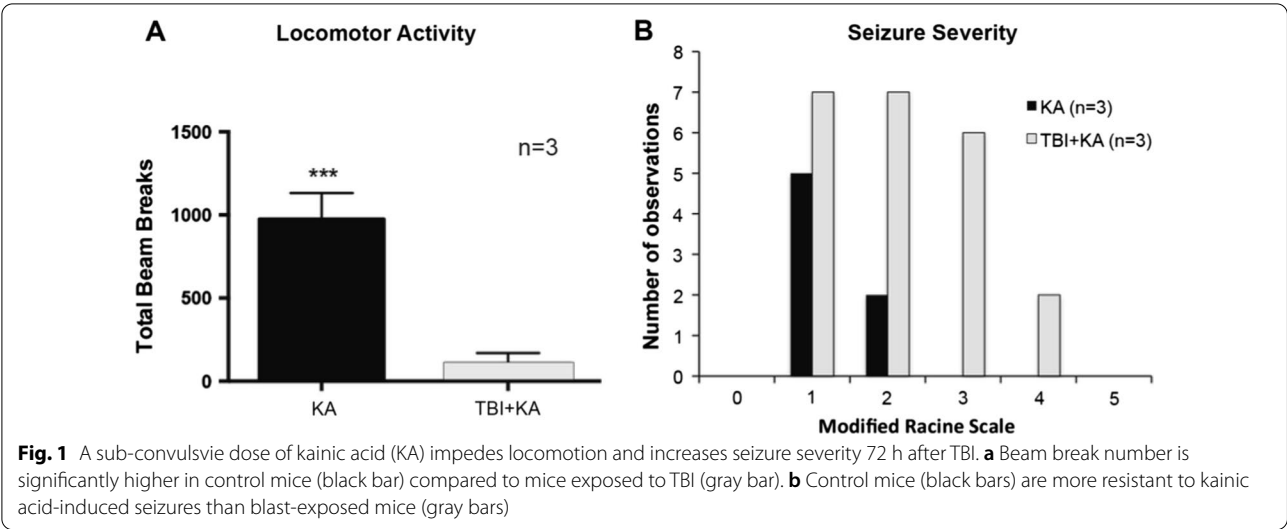 A
Locomotor Activity
Total Beam Breaks
1500
1000
500
0
***
n=3
KA
TBI+KA
B
Seizure Severity
Number of observations
8
7
6
5
4
3
2
1
0
KA (n=3)
TBI+KA (n=3)
0 1 2 3 4 5
Modified Racine Scale
Fig. 1 A sub-convulsvie dose of kainic acid (KA) impedes locomotion and increases seizure severity 72 h after TBI. a Beam break number is
significantly higher in control mice (black bar) compared to mice exposed to TBI (gray bar). b Control mice (black bars) are more resistant to kainic
acid-induced seizures than blast-exposed mice (gray bars)